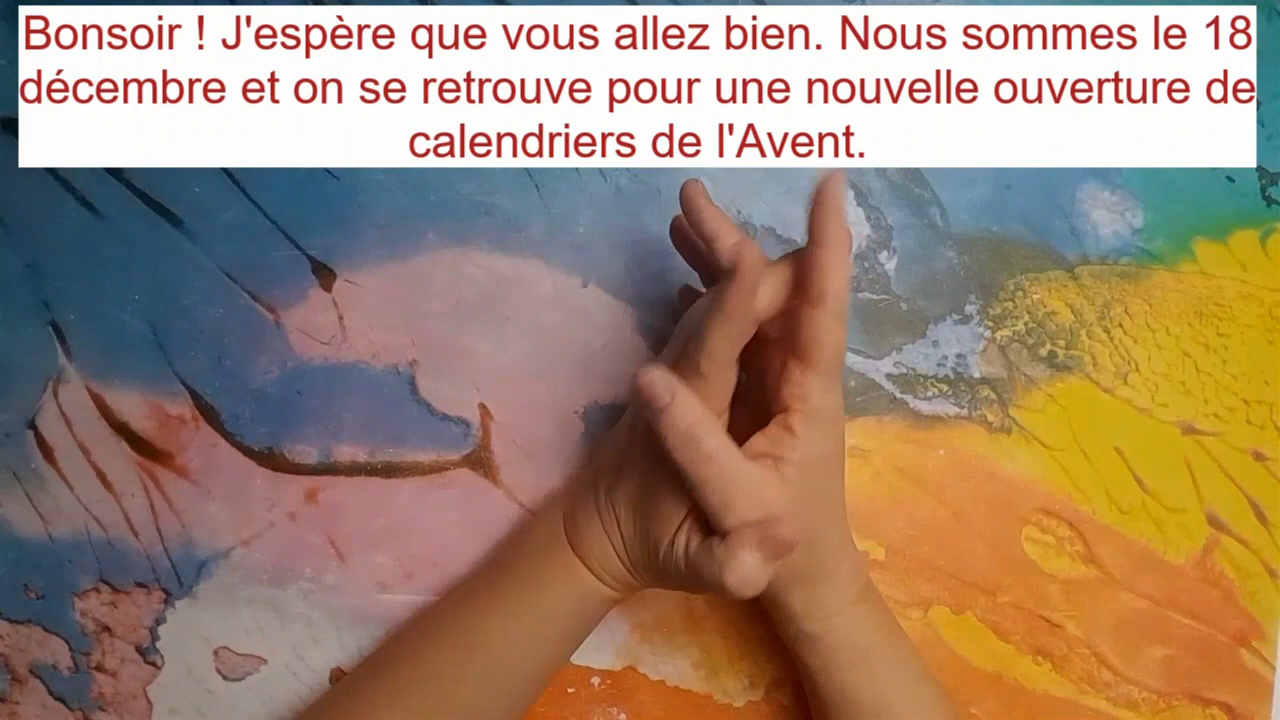 Bonsoir ! J'espère que vous allez bien. Nous sommes le 18
décembre et on se retrouve pour une nouvelle ouverture de
calendriers de l'Avent.